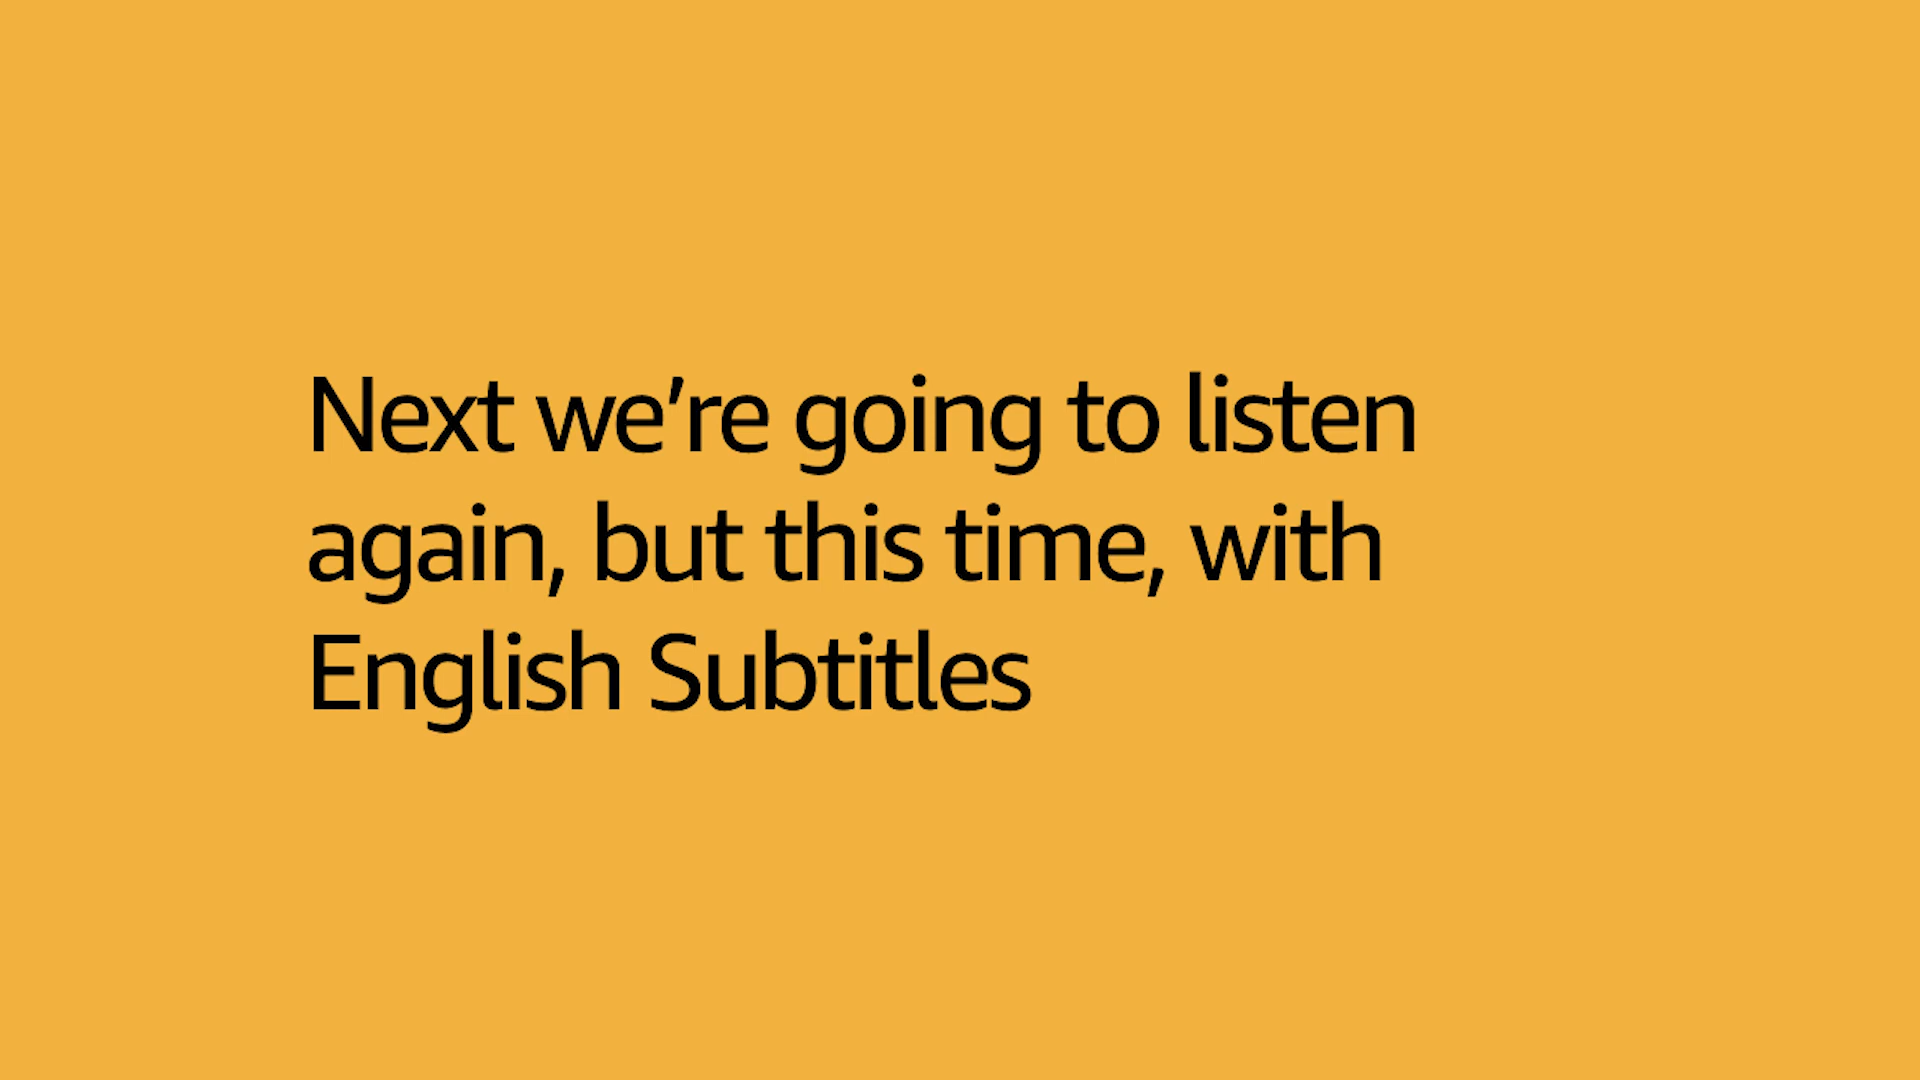 Next we’re going to listen
again, but this time, with
English Subtitles